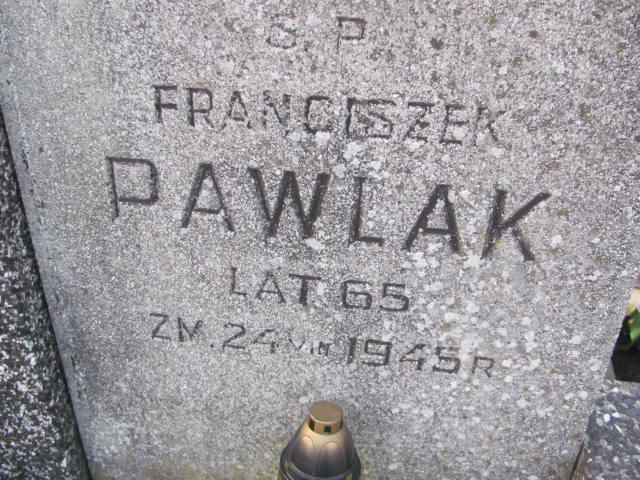 Ś. P.
FRANCISZEK
PAWLAK
LAT 65
ZM. 24 VIII 1945 R